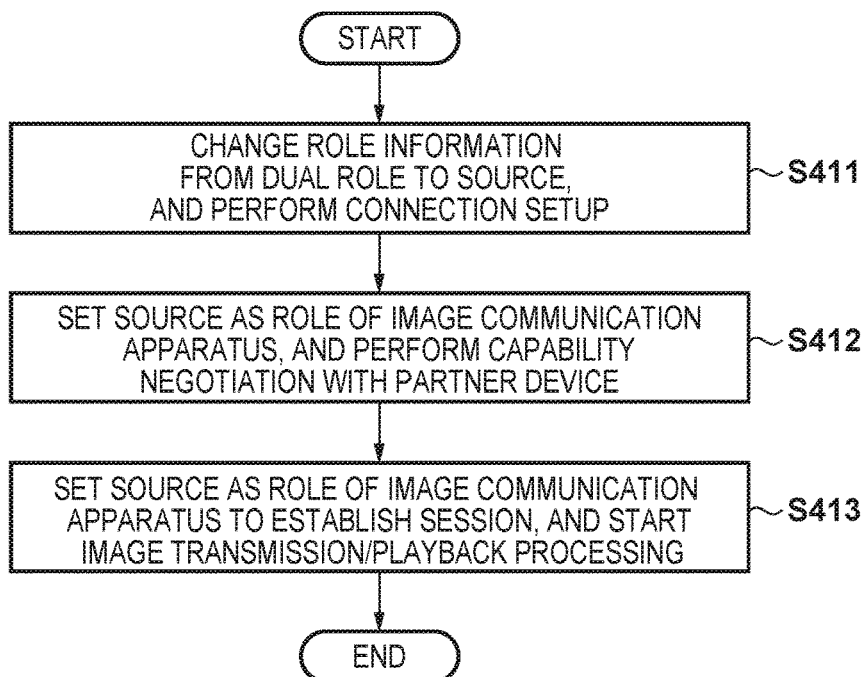 START
CHANGE ROLE INFORMATION
FROM DUAL ROLE TO SOURCE,
AND PERFORM CONNECTION SETUP
S411
SET SOURCE AS ROLE OF IMAGE COMMUNICATION
APPARATUS, AND PERFORM CAPABILITY
NEGOTIATION WITH PARTNER DEVICE
S412
SET SOURCE AS ROLE OF IMAGE COMMUNICATION
APPARATUS TO ESTABLISH SESSION, AND START
IMAGE TRANSMISSION/PLAYBACK PROCESSING
S413
END